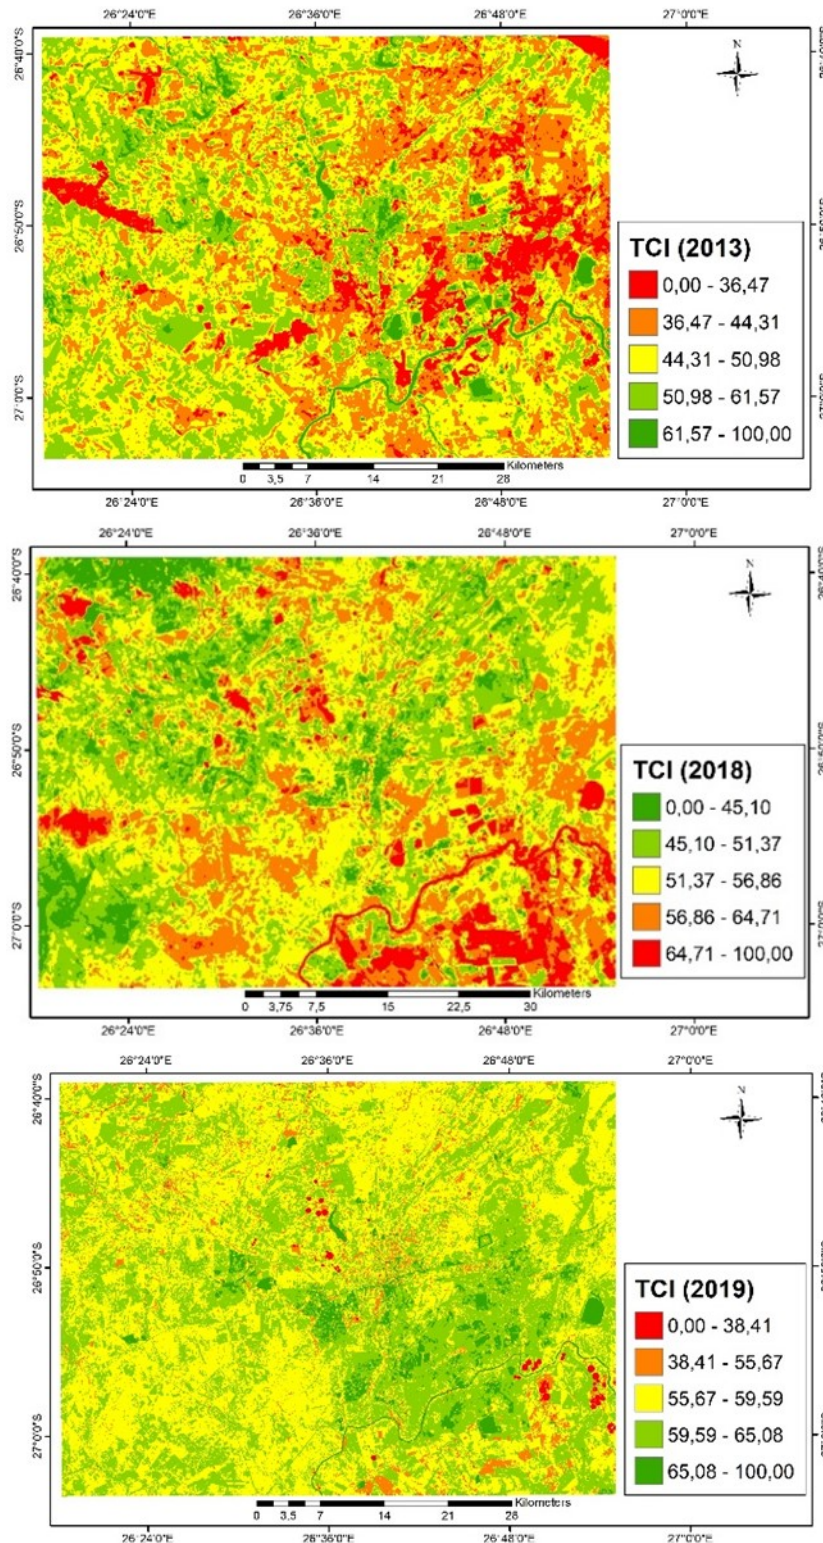 26°24'0"E 26°36'0"E 26°48'0"E 27°0'0"E
N
26°40'0"S
26°50'0"S
27°0'0"S
TCI (2013)
0,00 - 36,47
36,47 - 44,31
44,31 - 50,98
50,98 - 61,57
61,57 - 100,00
Kilometers
0 3,5 7 14 21 28
26°24'0"E 26°36'0"E 26°48'0"E 27°0'0"E
26°24'0"E 26°36'0"E 26°48'0"E 27°0'0"E
N
26°40'0"S 26°40'0"S
26°50'0"S
27°0'0"S 27°0'0"S
TCI (2018)
0,00 - 45,10
45,10 - 51,37
51,37 - 56,86
56,86 - 64,71
64,71 - 100,00
Kilometers
0 3,75 7,5 15 22,5 30
26°24'0"E 26°36'0"E 26°48'0"E 27°0'0"E
26°24'0"E 26°36'0"E 26°48'0"E 27°0'0"E
N
26°40'0"S
26°50'0"S
27°0'0"S
TCI (2019)
0,00 - 38,41
38,41 - 55,67
55,67 - 59,59
59,59 - 65,08
65,08 - 100,00
Kilometers
0 3,5 7 14 21 28
26°24'0"E 26°36'0"E 26°48'0"E 27°0'0"E